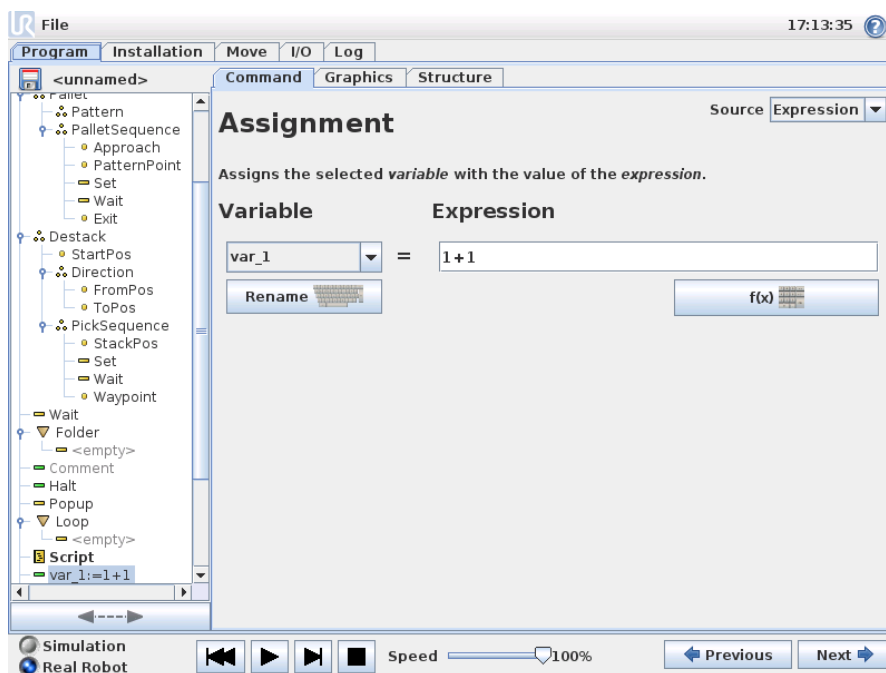 UR File 17:13:35 ?
Program Installation Move I/O Log
<unnamed>
Command Graphics Structure
Pallet
Pattern
PalletSequence
Approach
PatternPoint
Set
Wait
Exit
Destack
StartPos
Direction
FromPos
ToPos
PickSequence
StackPos
Set
Wait
Waypoint
Wait
Folder
<empty>
Comment
Halt
Popup
Loop
<empty>
Script
var_1:=1+1
Assignment
Source Expression
Assigns the selected variable with the value of the expression.
Variable Expression
var_1 = 1+1
Rename f(x)
Simulation
Real Robot
Speed 100%
Previous Next